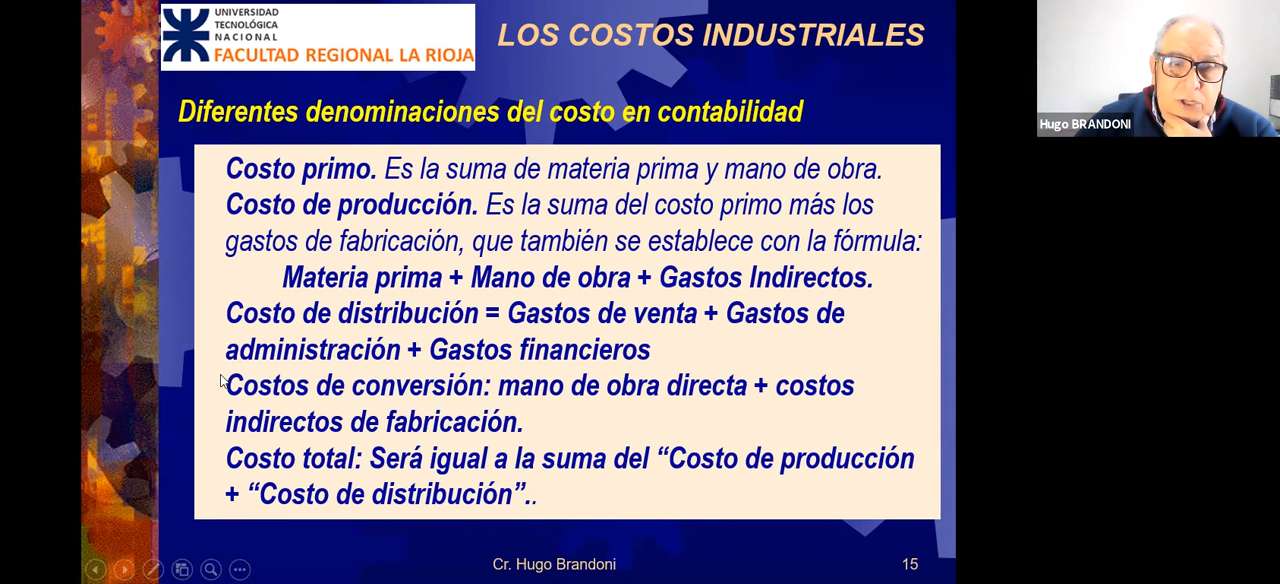 UNIVERSIDAD
TECNOLÓGICA
NACIONAL
FACULTAD REGIONAL LA RIOJA
LOS COSTOS INDUSTRIALES
Diferentes denominaciones del costo en contabilidad
Costo primo. Es la suma de materia prima y mano de obra.
Costo de producción. Es la suma del costo primo más los
gastos de fabricación, que también se establece con la fórmula:
Materia prima + Mano de obra + Gastos Indirectos.
Costo de distribución = Gastos de venta + Gastos de
administración + Gastos financieros
Costos de conversión: mano de obra directa + costos
indirectos de fabricación.
Costo total: Será igual a la suma del “Costo de producción
+ “Costo de distribución”..
Cr. Hugo Brandoni
15
Hugo BRANDONI